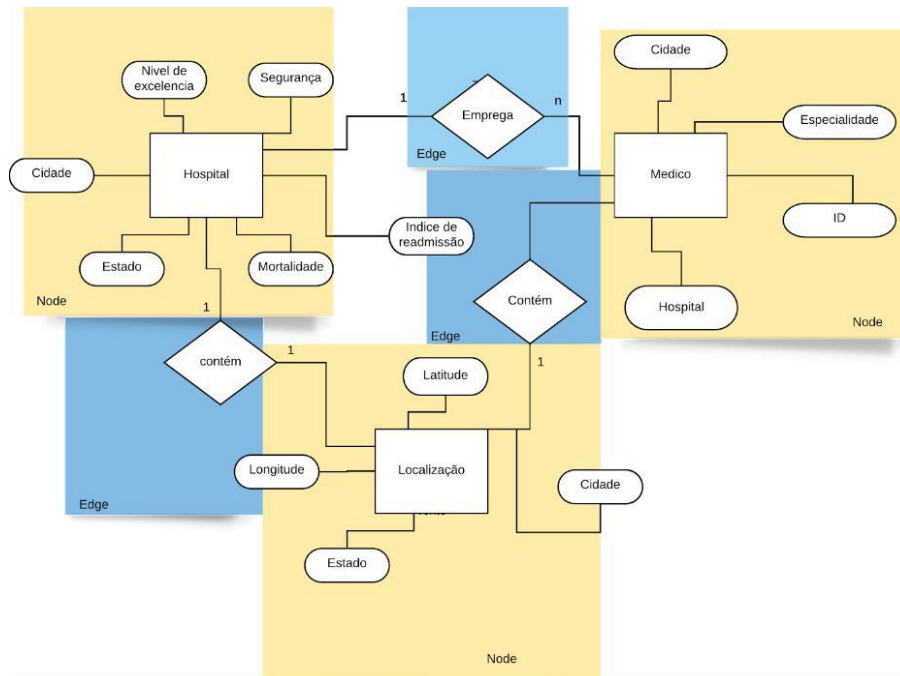 Nivel de
excelencia
Segurança
Cidade
Hospital
Estado
Mortalidade
Indice de
readmissão
Node
1
Emprega
n
Edge
Cidade
Especialidade
Medico
ID
Hospital
Node
Contém
Edge
1
1
contém
1
Edge
Latitude
Longitude
Localização
Cidade
Estado
Node